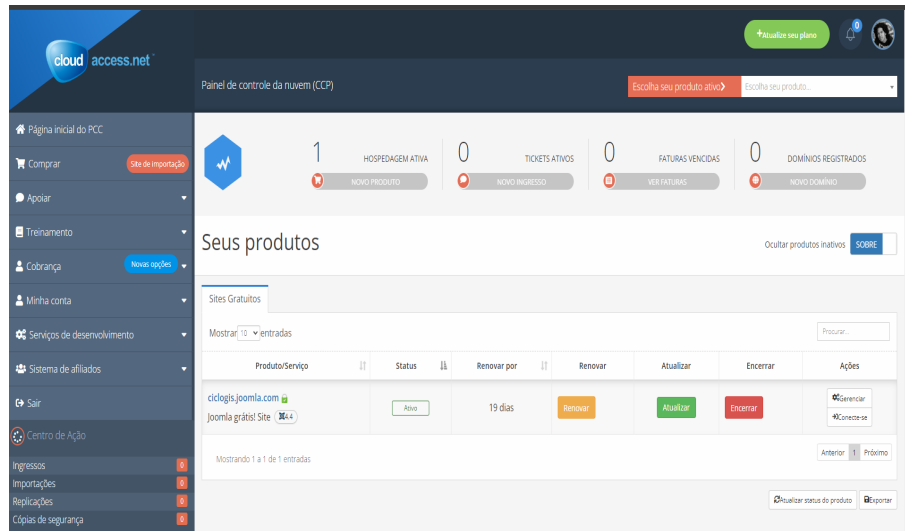 cloud access.net
Página inicial do PCC
Comprar
Site de importação
Apoiar
Treinamento
Cobrança
Novas opções
Minha conta
Serviços de desenvolvimento
Sistema de afiliados
Sair
Centro de Ação
Ingressos 0
Importações 0
Replicações 0
Cópias de segurança 0
+Atualize seu plano
0
Painel de controle da nuvem (CCP)
Escolha seu produto ativo
Escolha seu produto...
1 HOSPEDAGEM ATIVA
NOVO PRODUTO
0 TICKETS ATIVOS
NOVO INGRESSO
0 FATURAS VENCIDAS
VER FATURAS
0 DOMÍNIOS REGISTRADOS
NOVO DOMÍNIO
Seus produtos
Ocultar produtos inativos SOBRE
Sites Gratuitos
Mostrar 10 entradas
Procurar...
Produto/Serviço Status Renovar por Renovar Atualizar Encerrar Ações
ciclogis.joomla.com
Joomla grátis! Site 4.4
Ativo
19 dias
Renovar
Atualizar
Encerrar
Gerenciar
Conecte-se
Mostrando 1 a 1 de 1 entradas
Anterior 1 Próximo
Atualizar status do produto
Exportar